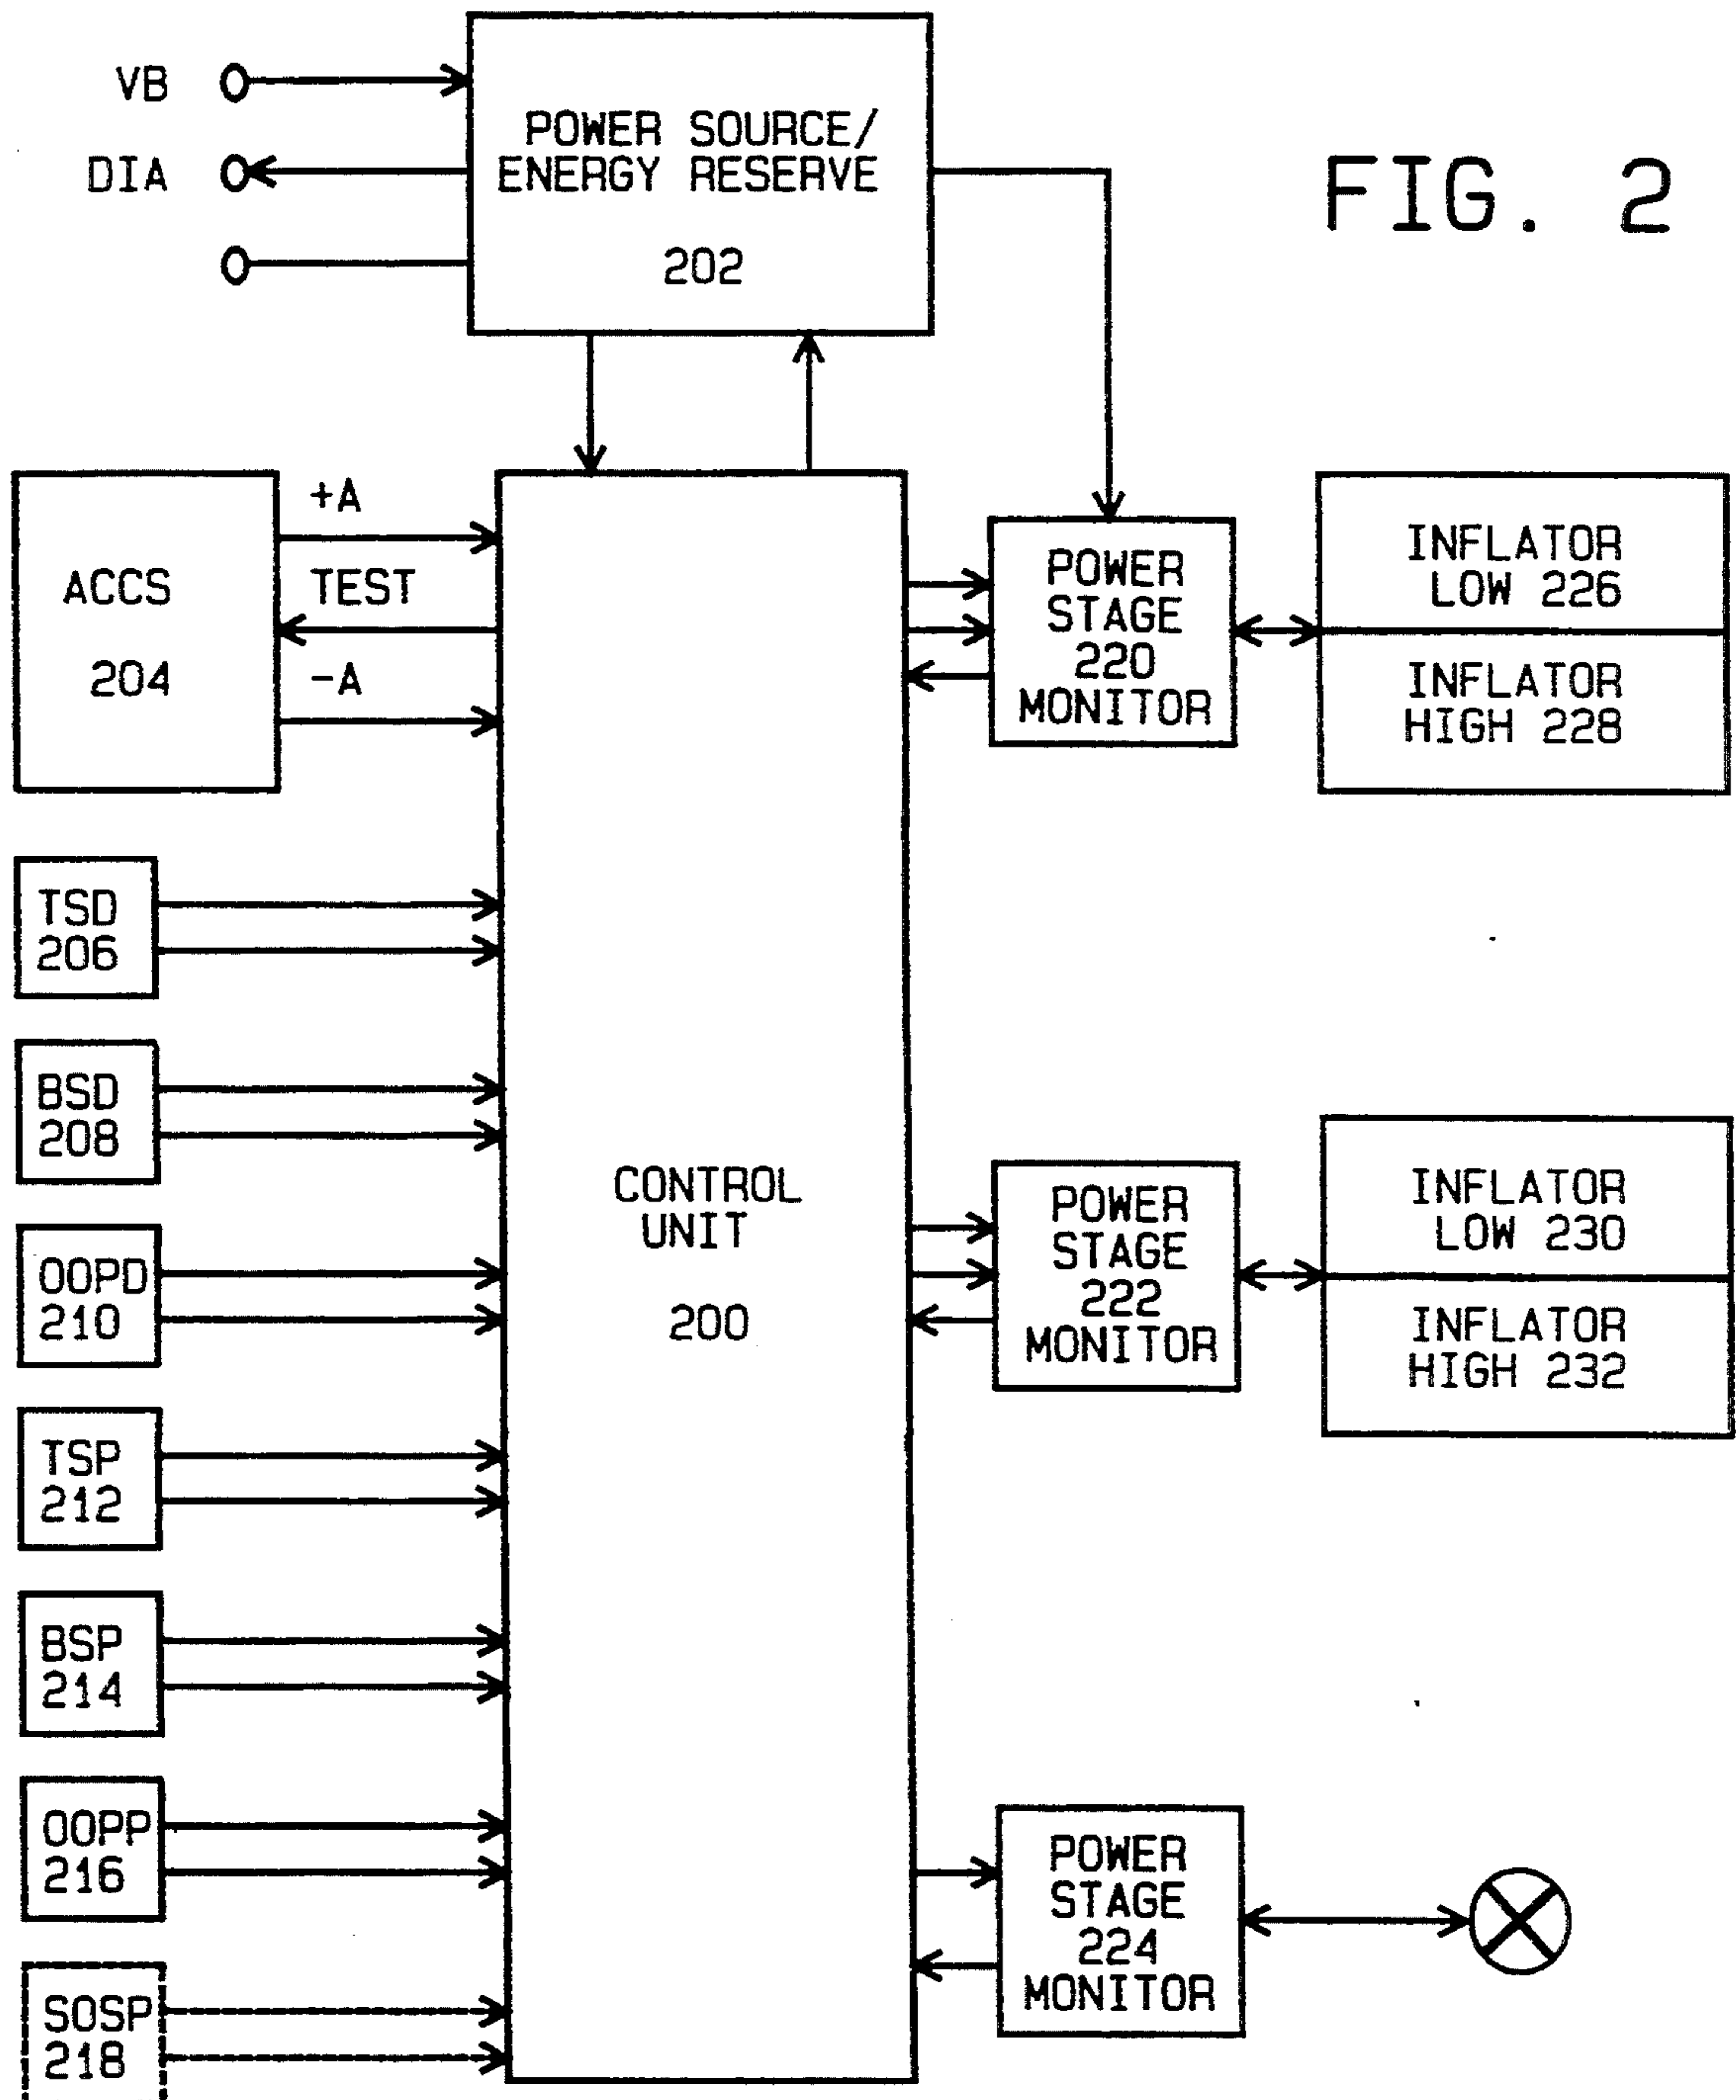 VB
DIA
POWER SOURCE/
ENERGY RESERVE
202
FIG. 2
ACCS
204
+A
TEST
-A
TSD
206
BSD
208
OOPD
210
TSP
212
BSP
214
OOPP
216
SOSP
218
CONTROL
UNIT
200
POWER
STAGE
220
MONITOR
INFLATOR
LOW 226
INFLATOR
HIGH 228
POWER
STAGE
222
MONITOR
INFLATOR
LOW 230
INFLATOR
HIGH 232
POWER
STAGE
224
MONITOR